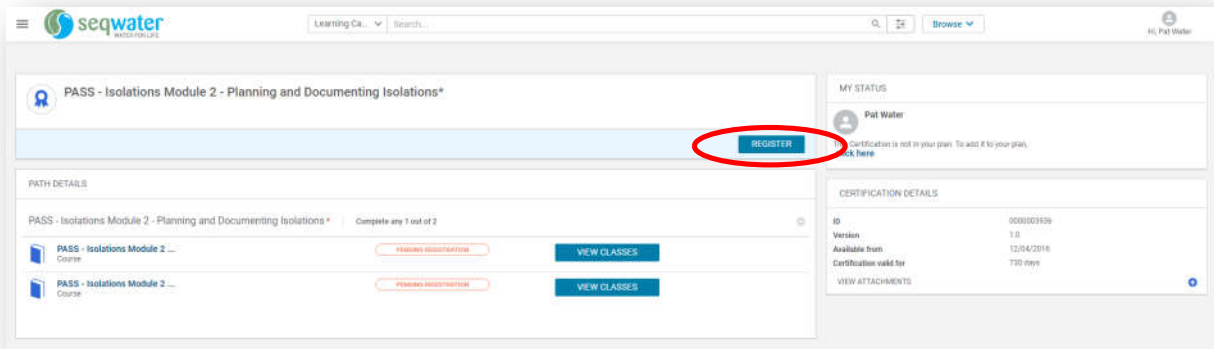 seqwater
WATER FOR LIFE
Learning Ca...
Search...
Browse
Hi, Pat Water
PASS - Isolations Module 2 - Planning and Documenting Isolations*
REGISTER
MY STATUS
Pat Water
Certification is not in your plan. To add it to your plan,
ck here
PATH DETAILS
PASS - Isolations Module 2 - Planning and Documenting Isolations *
Complete any 1 out of 2
PASS - Isolations Module 2 ...
PENDING REGISTRATION
VIEW CLASSES
Course
PASS - Isolations Module 2 ...
PENDING REGISTRATION
VIEW CLASSES
Course
CERTIFICATION DETAILS
ID
Version 1.0
Available from 12/04/2016
Certification valid for 730 days
VIEW ATTACHMENTS